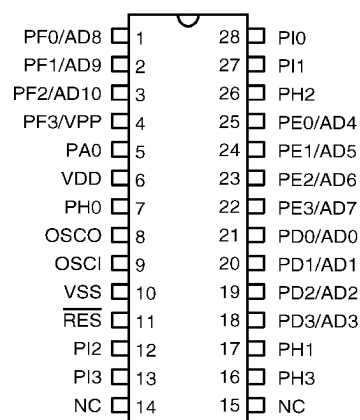 PF0/AD8 1 28 PI0
PF1/AD9 2 27 PI1
PF2/AD10 3 26 PH2
PF3/VPP 4 25 PE0/AD4
PA0 5 24 PE1/AD5
VDD 6 23 PE2/AD6
PH0 7 22 PE3/AD7
OSCO 8 21 PD0/AD0
OSCI 9 20 PD1/AD1
VSS 10 19 PD2/AD2
R̅E̅S̅ 11 18 PD3/AD3
PI2 12 17 PH1
PI3 13 16 PH3
NC 14 15 NC